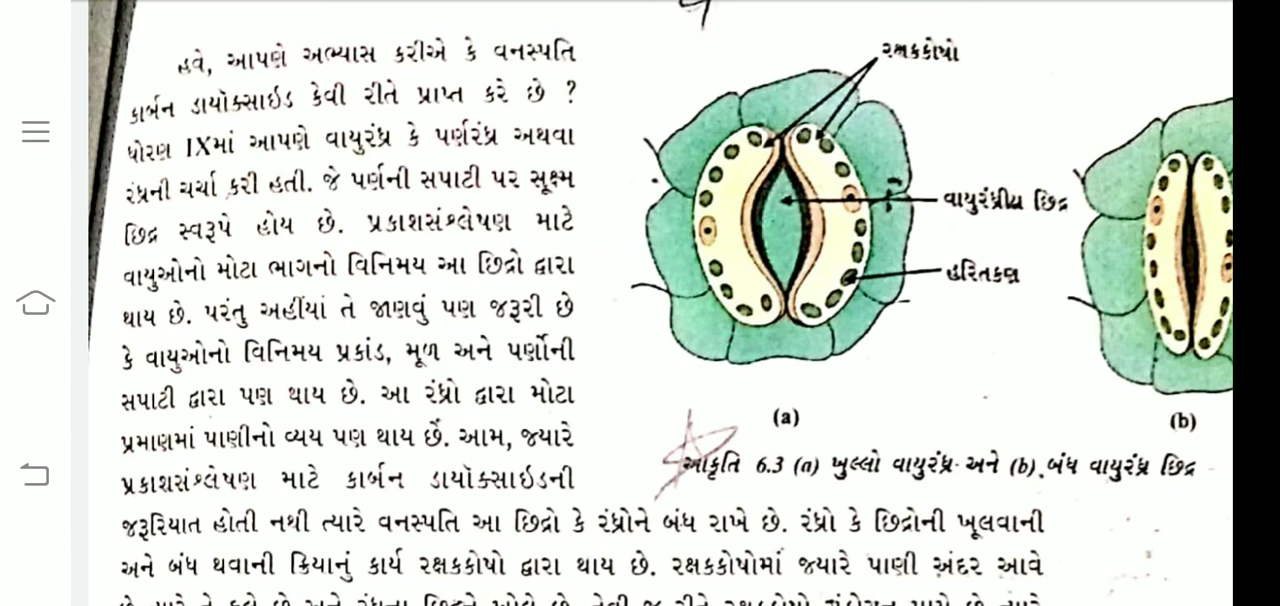 હવે, આપણે અભ્યાસ કરીએ કે વનસ્પતિ
કાર્બન ડાયૉક્સાઇડ કેવી રીતે પ્રાપ્ત કરે છે ?
ધોરણ IXમાં આપણે વાયુરંધ્ર કે પર્ણરંધ્ર અથવા
રંધ્રની ચર્ચા કરી હતી. જે પર્ણની સપાટી પર સૂક્ષ્મ
છિદ્ર સ્વરૂપે હોય છે. પ્રકાશસંશ્લેષણ માટે
વાયુઓનો મોટા ભાગનો વિનિમય આ છિદ્રો દ્વારા
થાય છે. પરંતુ અહીંયાં તે જાણવું પણ જરૂરી છે
કે વાયુઓનો વિનિમય પ્રકાંડ, મૂળ અને પર્ણોની
સપાટી દ્વારા પણ થાય છે. આ રંધ્રો દ્વારા મોટા
પ્રમાણમાં પાણીનો વ્યય પણ થાય છે. આમ, જ્યારે
પ્રકાશસંશ્લેષણ માટે કાર્બન ડાયૉક્સાઇડની
જરૂરિયાત હોતી નથી ત્યારે વનસ્પતિ આ છિદ્રો કે રંધ્રોને બંધ રાખે છે. રંધ્રો કે છિદ્રોની ખૂલવાની
અને બંધ થવાની ક્રિયાનું કાર્ય રક્ષકકોષો દ્વારા થાય છે. રક્ષકકોષોમાં જ્યારે પાણી અંદર આવે
રક્ષકકોષો
વાયુરંધ્રીય છિદ્ર
હરિતકણ
(a)
(b)
આકૃતિ 6.3 (a) ખુલ્લો વાયુરંધ્ર અને (b) બંધ વાયુરંધ્ર છિદ્ર